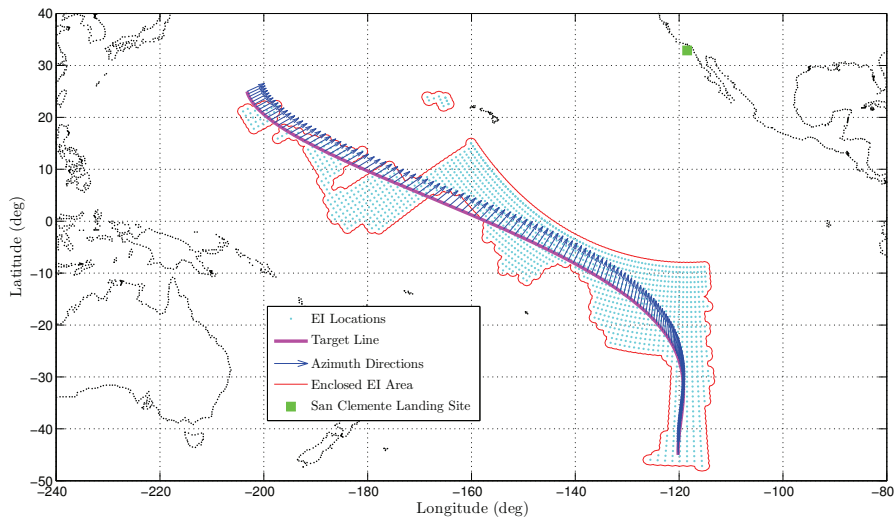 40
30
20
10
0
−10
−20
−30
−40
−50
Latitude (deg)
EI Locations
Target Line
Azimuth Directions
Enclosed EI Area
San Clemente Landing Site
−240 −220 −200 −180 −160 −140 −120 −100 −80
Longitude (deg)